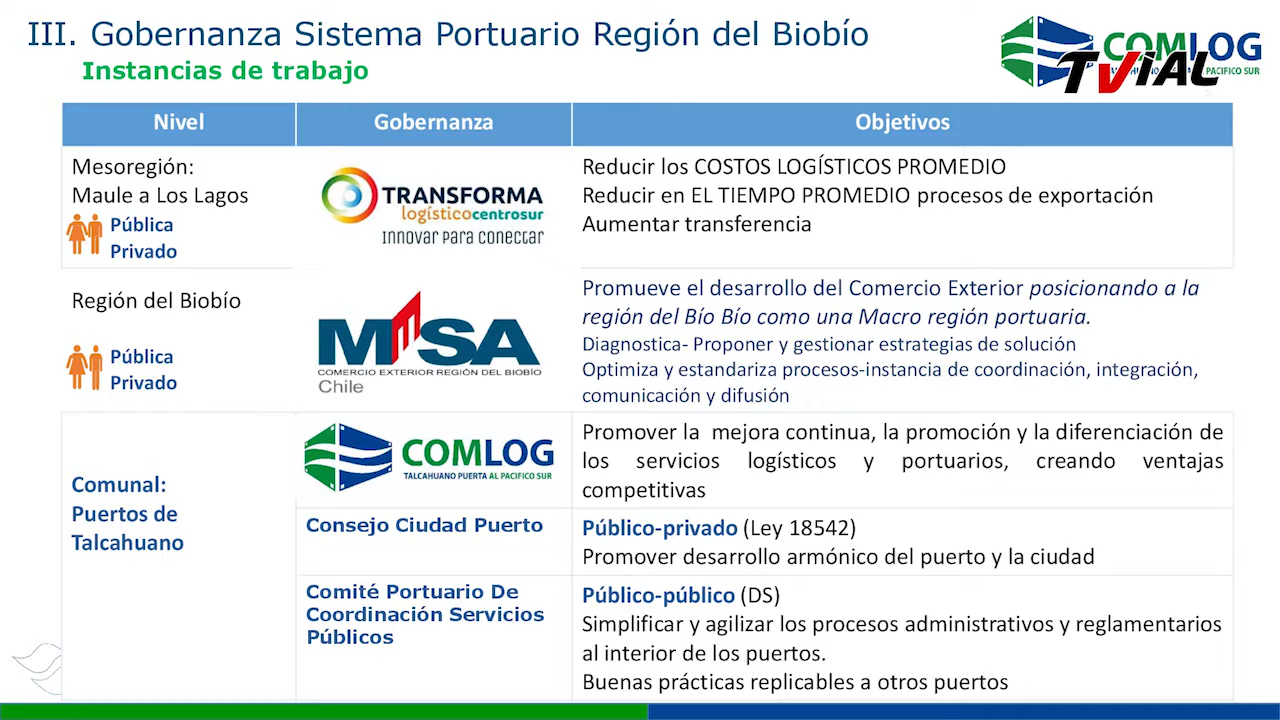 III. Gobernanza Sistema Portuario Región del Biobío
Instancias de trabajo
COMLOG
PACIFICO SUR
TVIAL
Nivel
Gobernanza
Objetivos
Mesoregión:
Maule a Los Lagos
Pública
Privado
TRANSFORMA
logísticocentrosur
Innovar para conectar
Reducir los COSTOS LOGÍSTICOS PROMEDIO
Reducir en EL TIEMPO PROMEDIO procesos de exportación
Aumentar transferencia
Región del Biobío
Pública
Privado
MESA
COMERCIO EXTERIOR REGIÓN DEL BIOBÍO
Chile
Promueve el desarrollo del Comercio Exterior posicionando a la
región del Bío Bío como una Macro región portuaria.
Diagnostica- Proponer y gestionar estrategias de solución
Optimiza y estandariza procesos-instancia de coordinación, integración,
comunicación y difusión
Comunal:
Puertos de
Talcahuano
COMLOG
TALCAHUANO PUERTA AL PACIFICO SUR
Promover la mejora continua, la promoción y la diferenciación de
los servicios logísticos y portuarios, creando ventajas
competitivas
Consejo Ciudad Puerto
Público-privado (Ley 18542)
Promover desarrollo armónico del puerto y la ciudad
Comité Portuario De
Coordinación Servicios
Públicos
Público-público (DS)
Simplificar y agilizar los procesos administrativos y reglamentarios
al interior de los puertos.
Buenas prácticas replicables a otros puertos